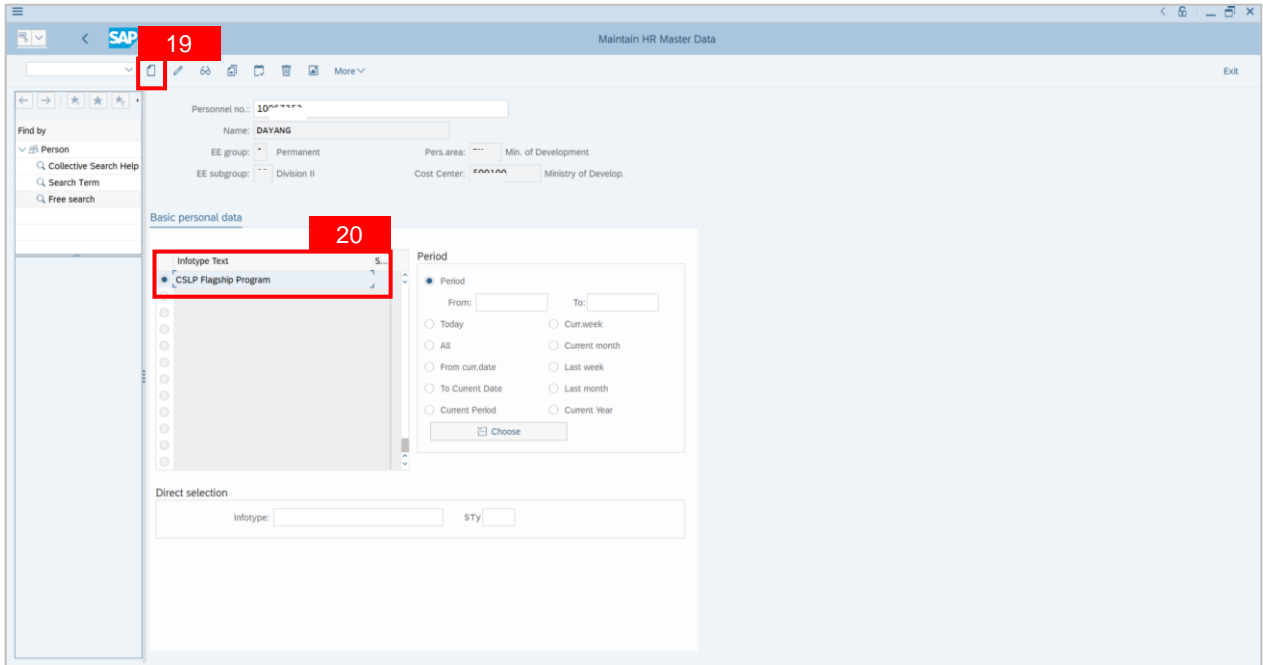 SAP
Maintain HR Master Data
19
More
Exit
Personnel no.:
Find by
Name: DAYANG
Person
EE group: Permanent Pers.area: Min. of Development
Collective Search Help
EE subgroup: Division II Cost Center: Ministry of Develop.
Search Term
Free search
Basic personal data
20
Infotype Text S...
CSLP Flagship Program
Period
Period
From: To:
Today Curr.week
All Current month
From curr.date Last week
To Current Date Last month
Current Period Current Year
Choose
Direct selection
Infotype: STy